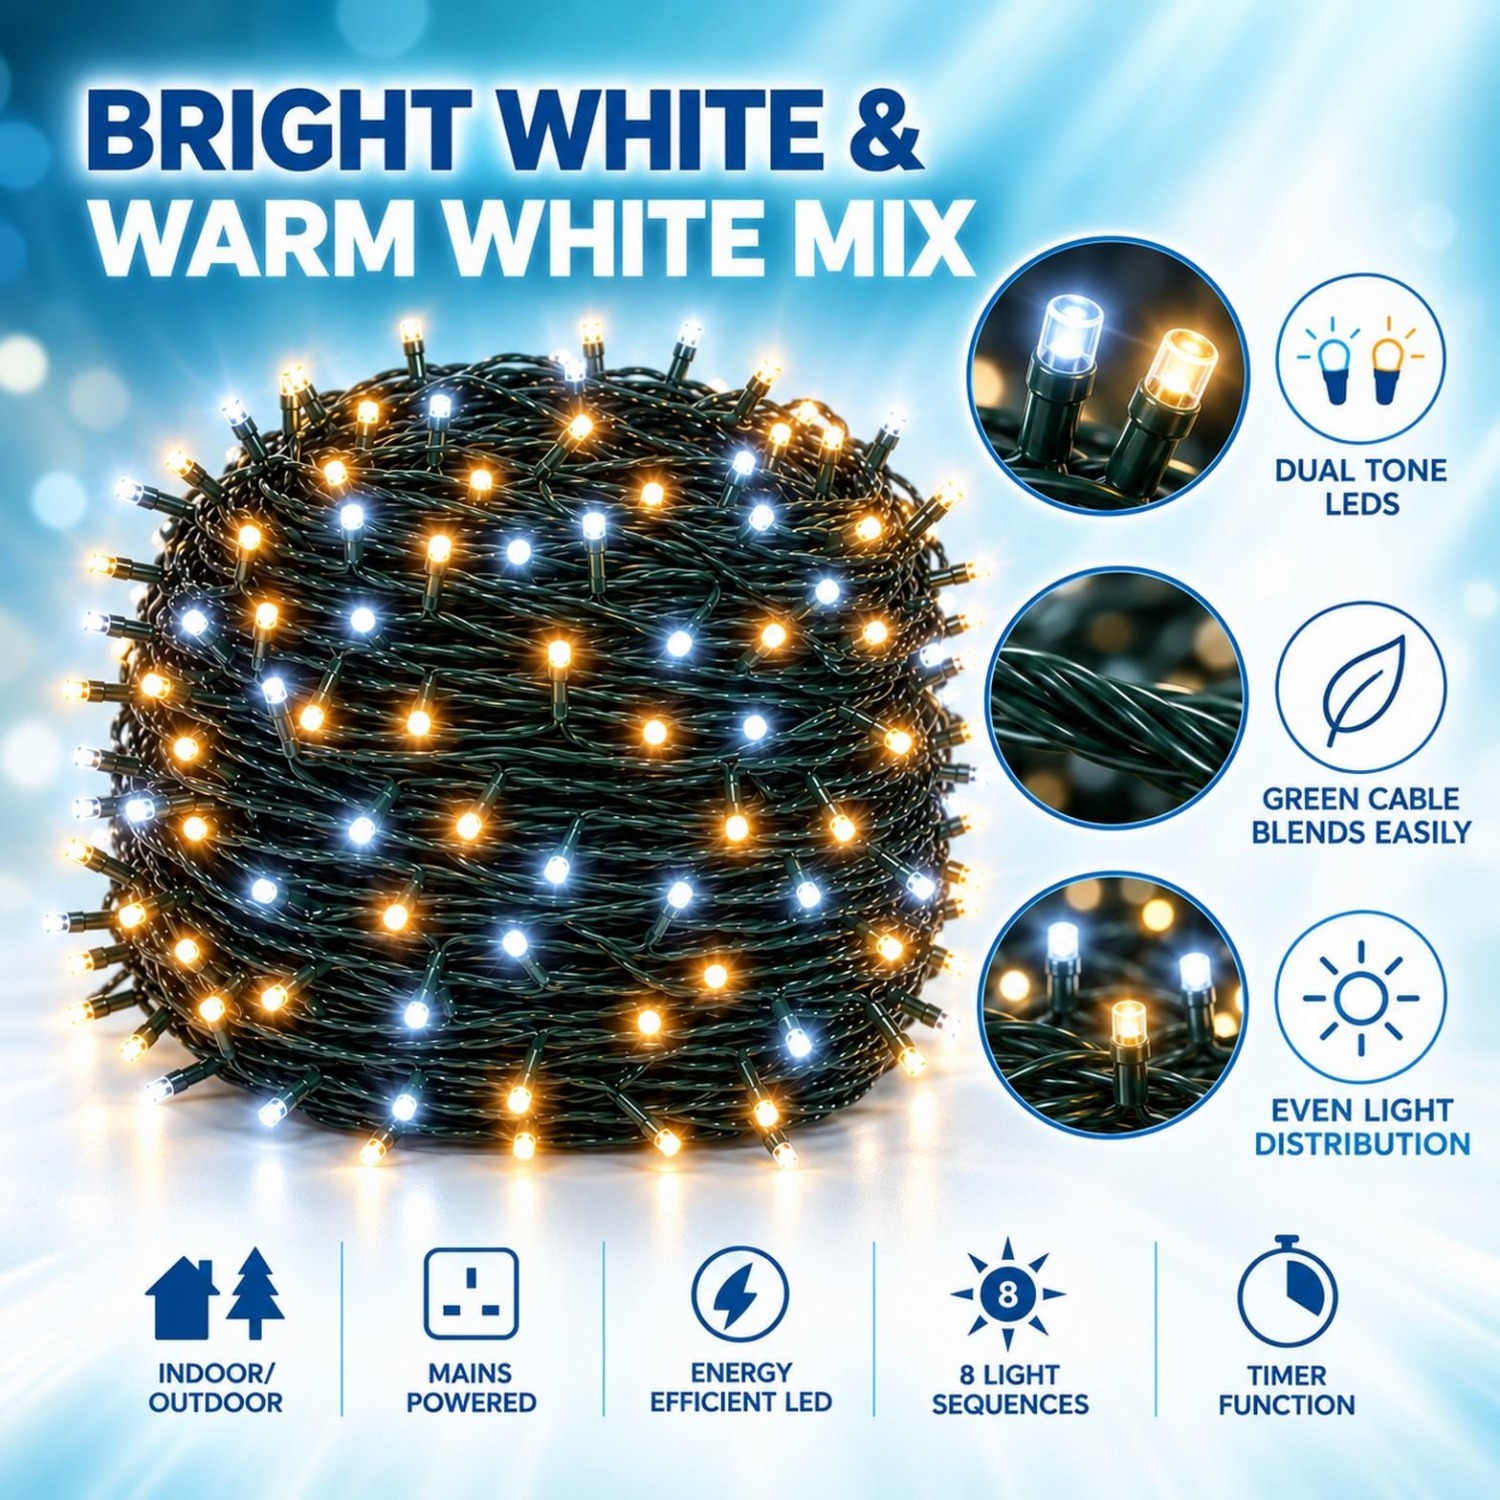 BRIGHT WHITE &
WARM WHITE MIX
DUAL TONE
LEDS
GREEN CABLE
BLENDS EASILY
EVEN LIGHT
DISTRIBUTION
INDOOR/
OUTDOOR
MAINS
POWERED
ENERGY
EFFICIENT LED
8
8 LIGHT
SEQUENCES
TIMER
FUNCTION